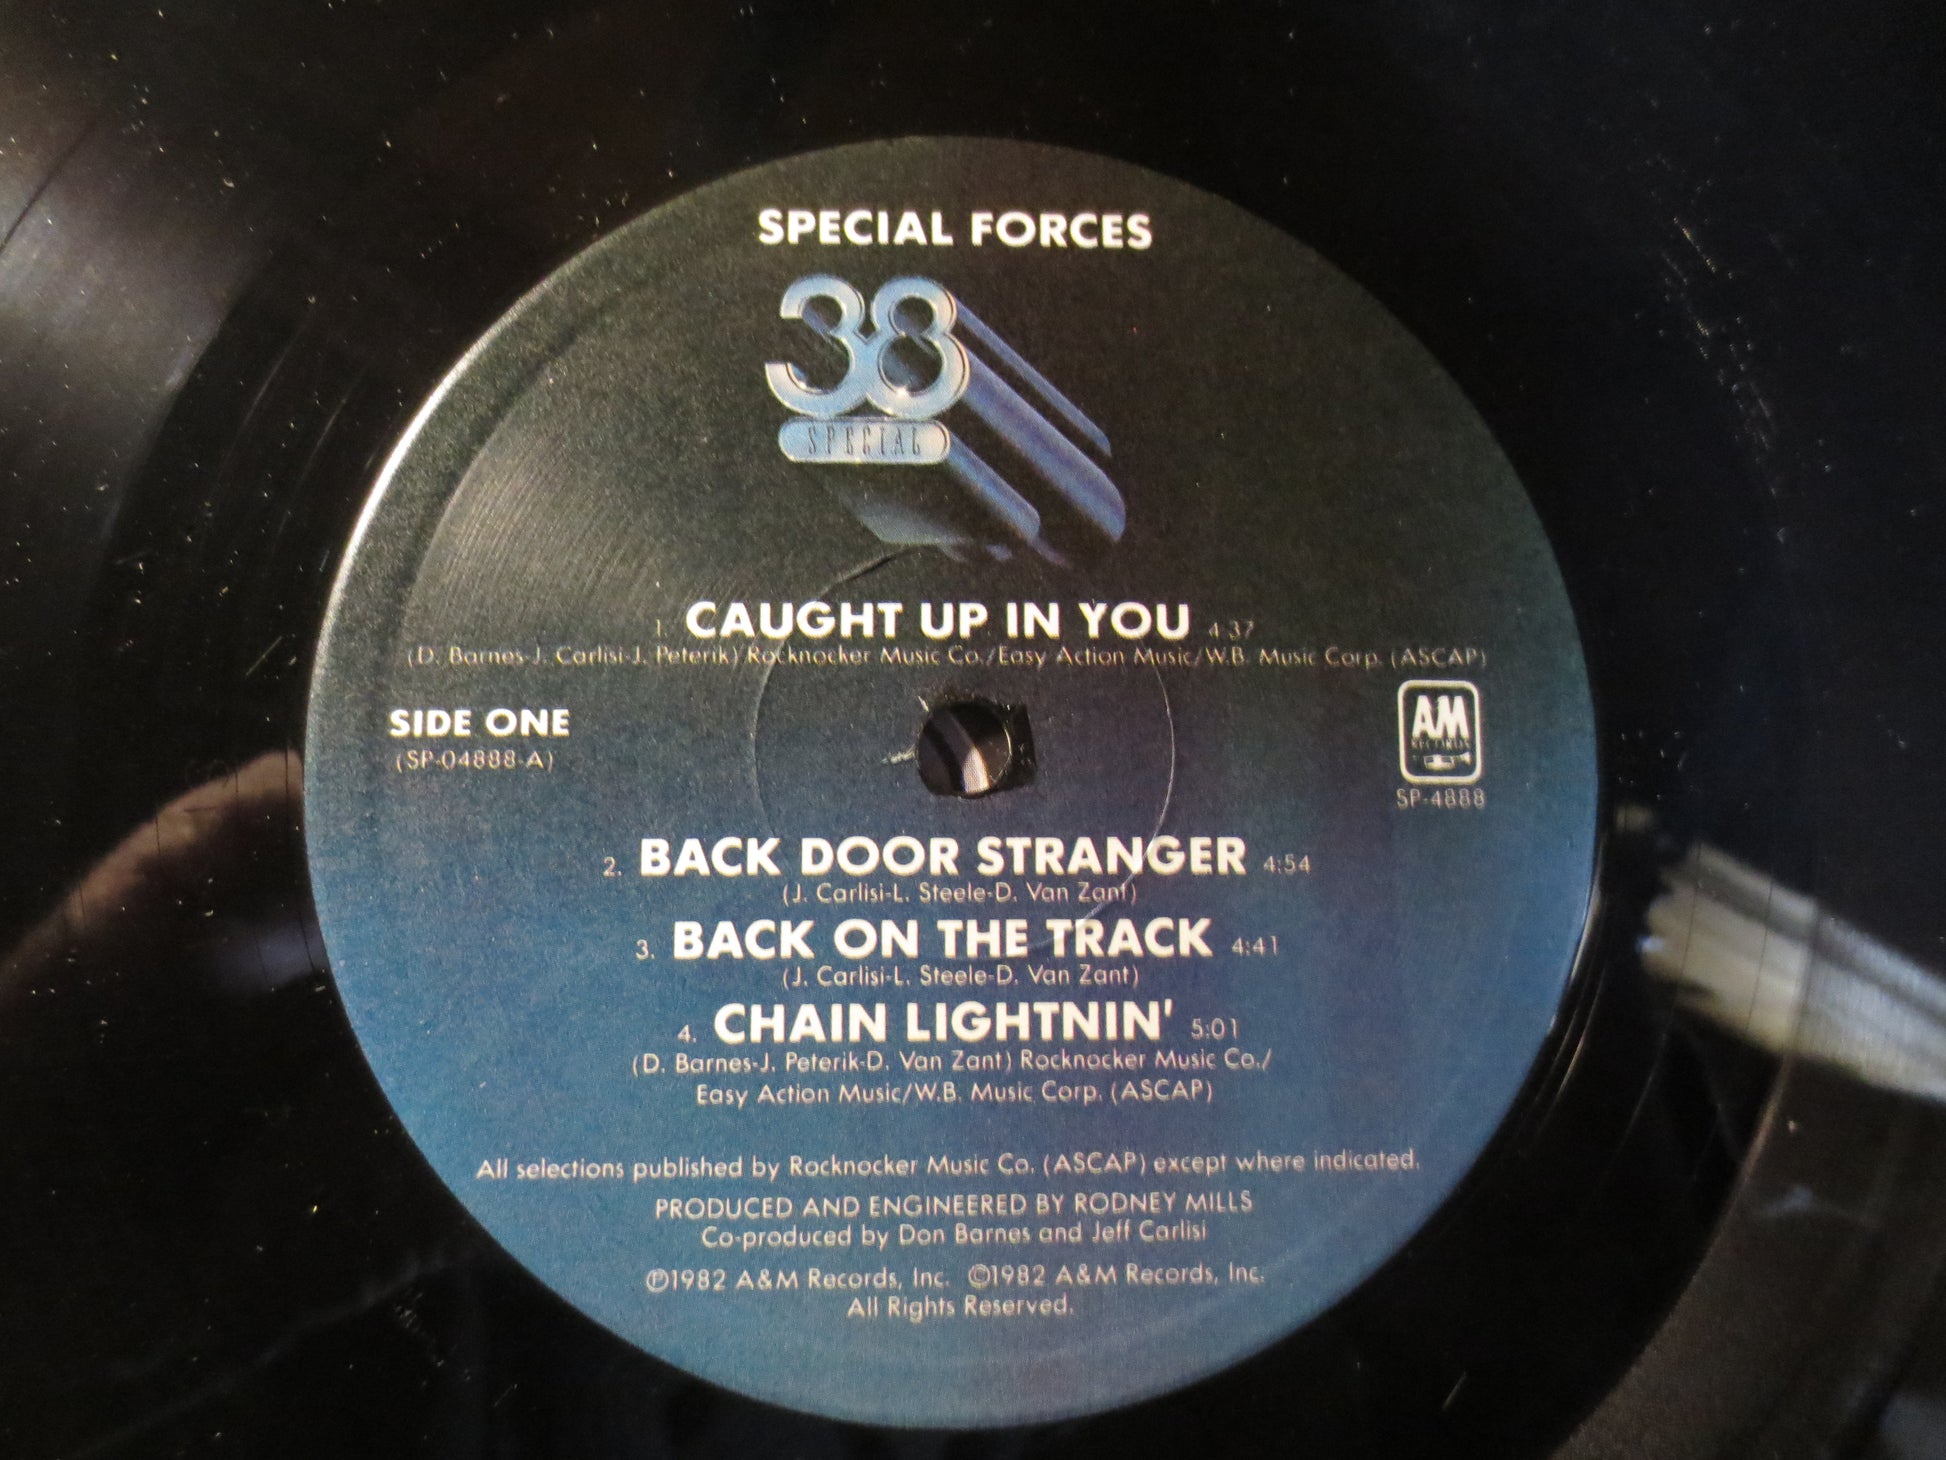 SPECIAL FORCES
38
SPECIAL
1. CAUGHT UP IN YOU 4:37
(D. Barnes-J. Carlisi-J. Peterik) Rocknocker Music Co./Easy Action Music/W.B. Music Corp. (ASCAP)
SIDE ONE
(SP-04888-A)
A&M
RECORDS
SP-4888
2. BACK DOOR STRANGER 4:54
(J. Carlisi-L. Steele-D. Van Zant)
3. BACK ON THE TRACK 4:41
(J. Carlisi-L. Steele-D. Van Zant)
4. CHAIN LIGHTNIN' 5:01
(D. Barnes-J. Peterik-D. Van Zant) Rocknocker Music Co./
Easy Action Music/W.B. Music Corp. (ASCAP)
All selections published by Rocknocker Music Co. (ASCAP) except where indicated.
PRODUCED AND ENGINEERED BY RODNEY MILLS
Co-produced by Don Barnes and Jeff Carlisi
℗1982 A&M Records, Inc. ©1982 A&M Records, Inc.
All Rights Reserved.